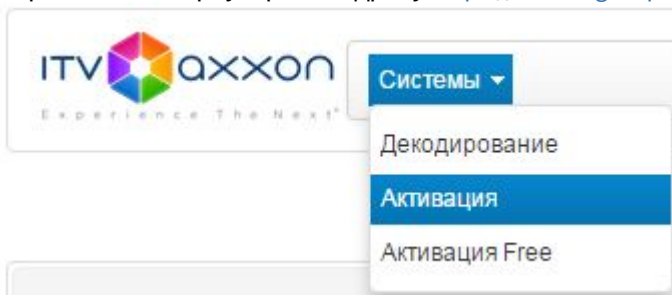 ITV AXXON
Experience The Next®
Системы
Декодирование
Активация
Активация Free